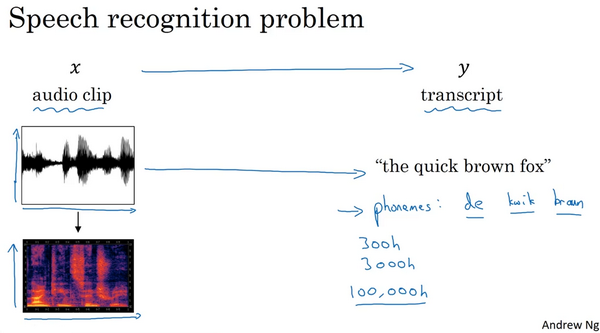 Speech recognition problem
x y
audio clip transcript
"the quick brown fox"
phonemes: de kwik braun
300h
3000h
100,000h
Andrew Ng